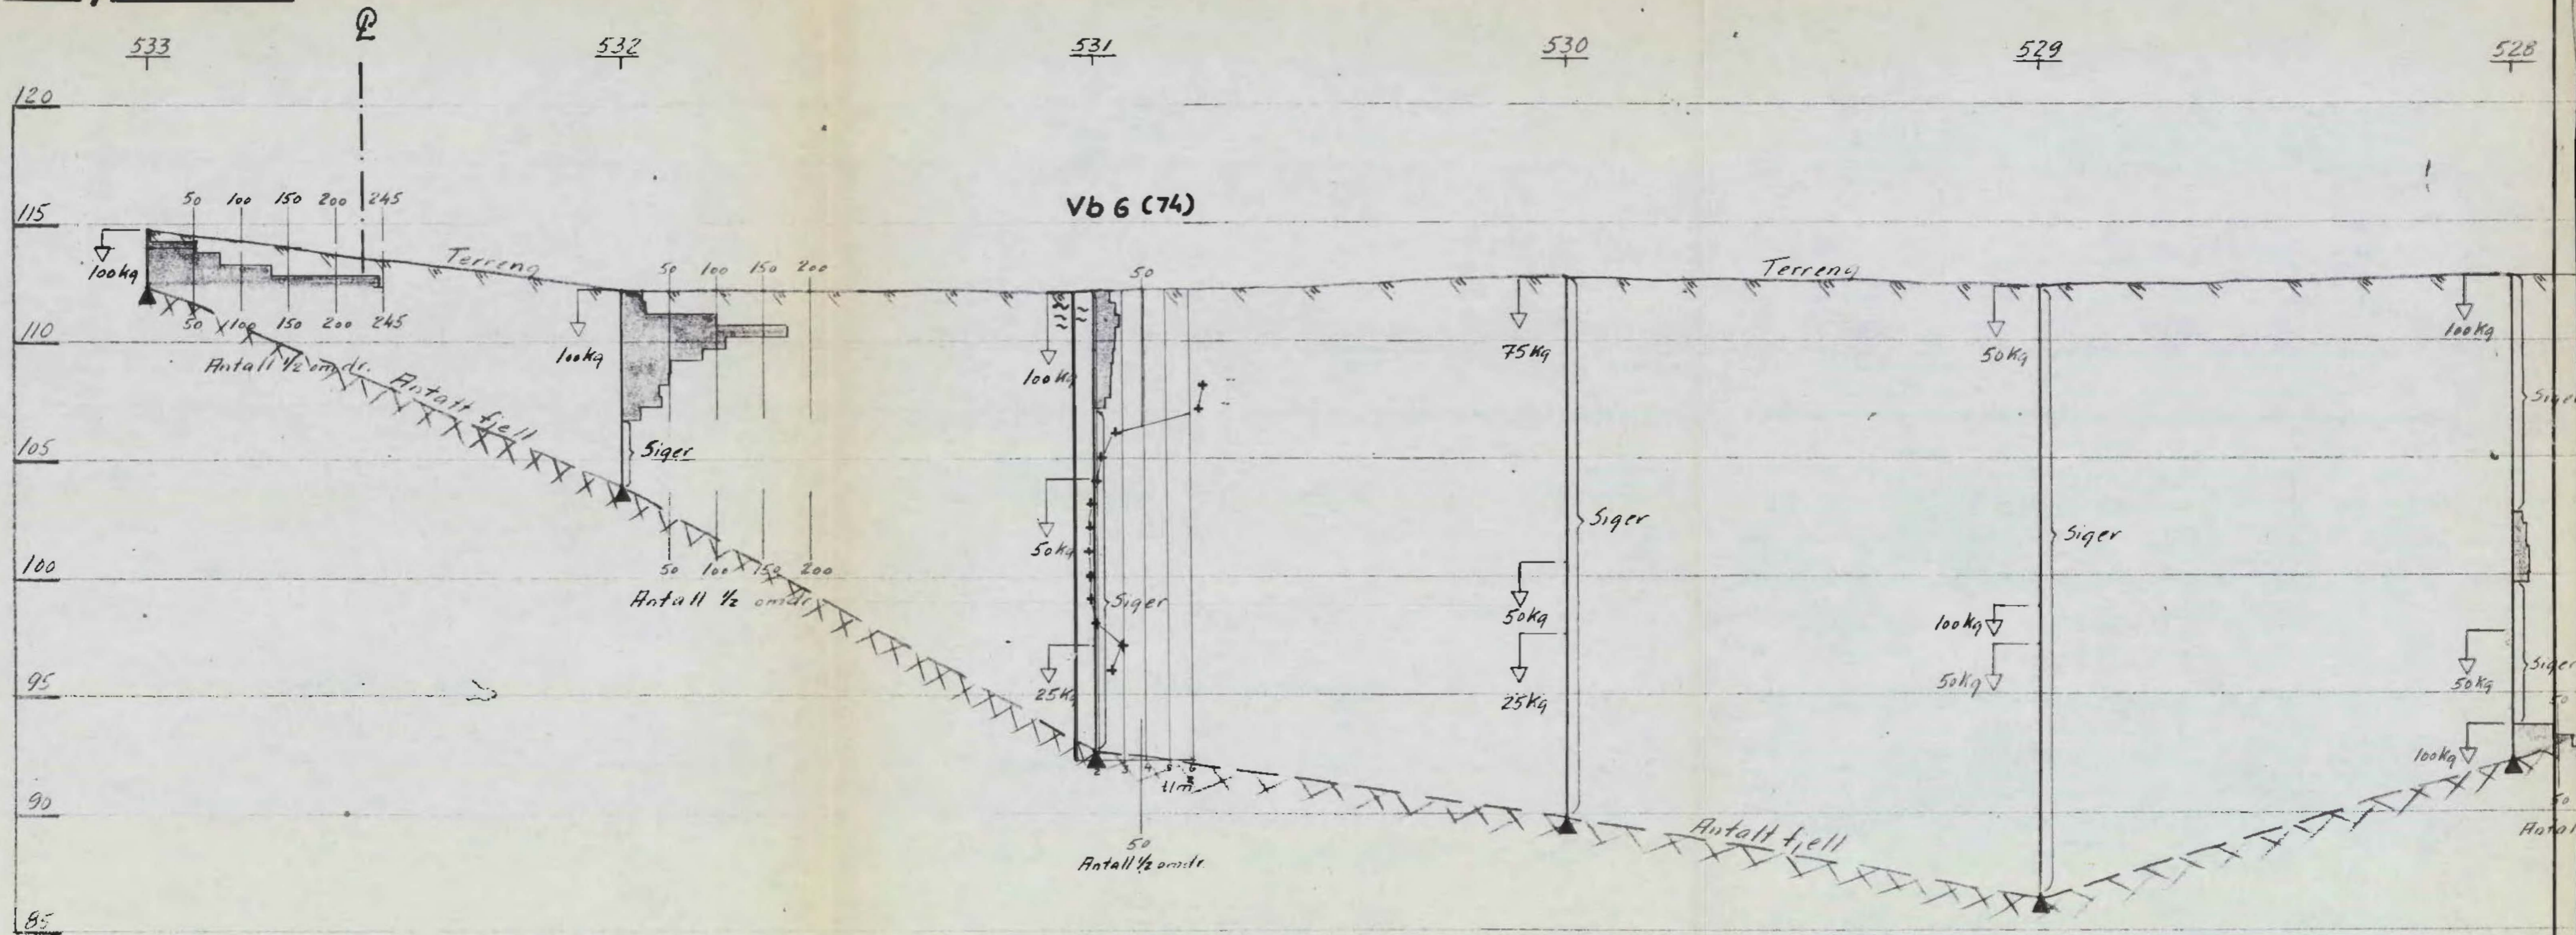 533
532
531
530
529
528
120
115
110
105
100
95
90
85
50 100 150 200 245
100kg
Terreng
50 100 150 200 245
Antall 1/2 omdr.
Antatt fjell
50 100 150 200
100kg
Siger
50 100 150 200
Antall 1/2 omdr
Vb 6 (74)
50
100kg
50kg
Siger
25Kg
2 3 4 5 6
t/m²
50
Antall 1/2 omdr.
75Kg
50Kg
25Kg
Siger
Terreng
50Kg
100kg
50kg
Siger
Antatt fjell
100kg
Siger
50kg
Siger
50
100kg
50
Antal